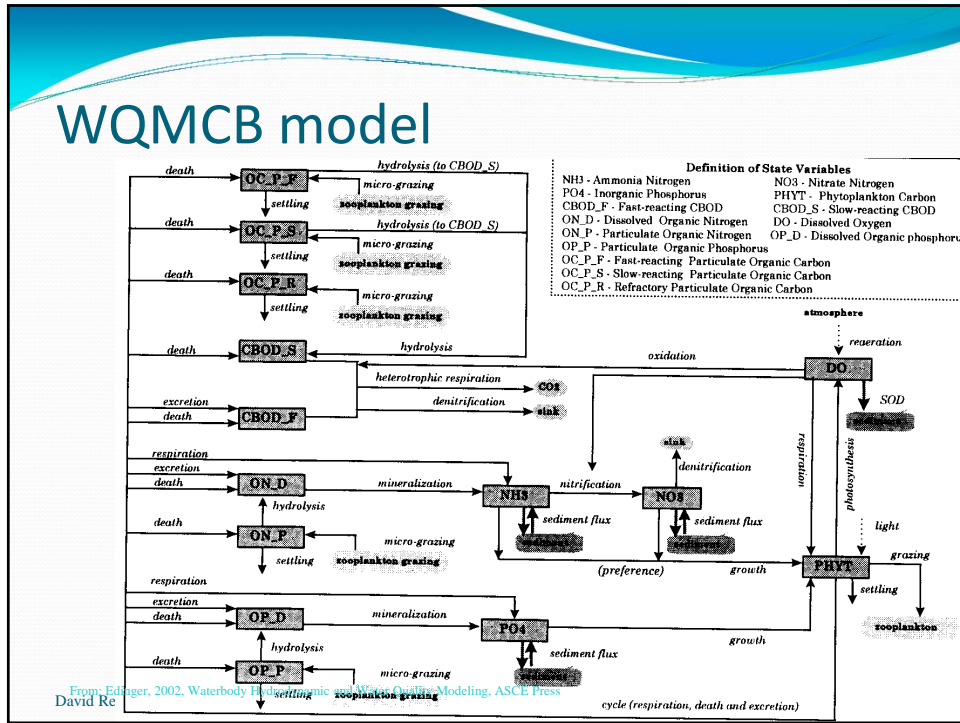 WQMCB model
Definition of State Variables
NH3 - Ammonia Nitrogen
NO3 - Nitrate Nitrogen
PO4 - Inorganic Phosphorus
PHYT - Phytoplankton Carbon
CBOD_F - Fast-reacting CBOD
CBOD_S - Slow-reacting CBOD
ON_D - Dissolved Organic Nitrogen
DO - Dissolved Oxygen
ON_P - Particulate Organic Nitrogen
OP_D - Dissolved Organic phosphoru
OP_P - Particulate Organic Phosphorus
OC_P_F - Fast-reacting Particulate Organic Carbon
OC_P_S - Slow-reacting Particulate Organic Carbon
OC_P_R - Refractory Particulate Organic Carbon
death
OC_P_F
hydrolysis (to CBOD_S)
micro-grazing
zooplankton grazing
settling
death
OC_P_S
hydrolysis (to CBOD_S)
micro-grazing
zooplankton grazing
settling
death
OC_P_R
micro-grazing
zooplankton grazing
settling
atmosphere
reaeration
death
CBOD_S
hydrolysis
oxidation
DO
heterotrophic respiration
CO2
SOD
sediment
denitrification
sink
excretion
death
CBOD_F
respiration
photosynthesis
sink
denitrification
respiration
excretion
death
ON_D
mineralization
NH3
nitrification
NO3
hydrolysis
sediment flux
sediment
sediment flux
sediment
light
death
ON_P
micro-grazing
zooplankton grazing
settling
(preference)
growth
PHYT
grazing
settling
zooplankton
respiration
excretion
death
OP_D
mineralization
PO4
growth
hydrolysis
sediment flux
sediment
death
OP_P
micro-grazing
zooplankton grazing
settling
cycle (respiration, death and excretion)
From: Edinger, 2002, Waterbody Hydrodynamic and Water Quality Modeling, ASCE Press
David Re